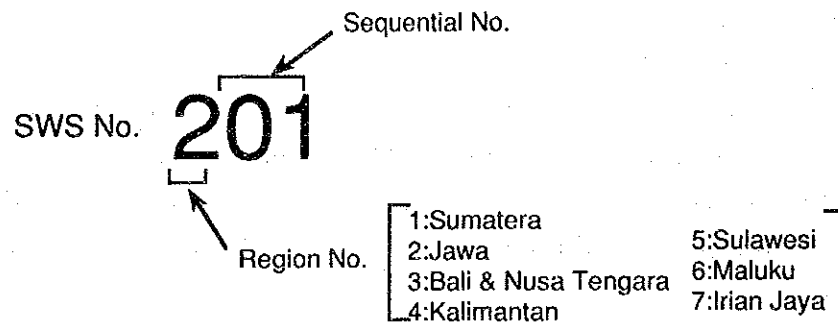 Sequential No.
SWS No. 201
Region No.
1:Sumatera
2:Jawa
3:Bali & Nusa Tengara
4:Kalimantan
5:Sulawesi
6:Maluku
7:Irian Jaya